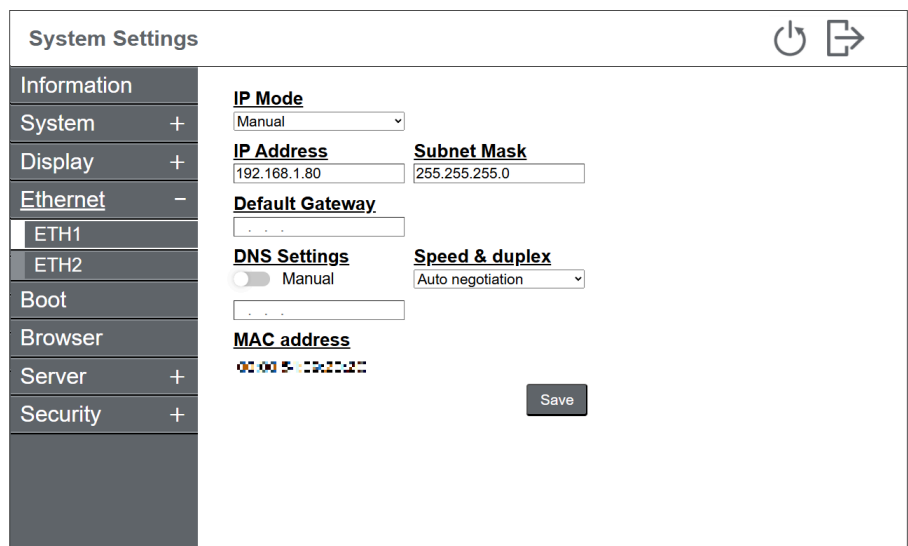 System Settings
Information
System +
Display +
Ethernet −
ETH1
ETH2
Boot
Browser
Server +
Security +
IP Mode
Manual
IP Address Subnet Mask
192.168.1.80 255.255.255.0
Default Gateway
. . .
DNS Settings Speed & duplex
Manual Auto negotiation
. . .
MAC address
Save